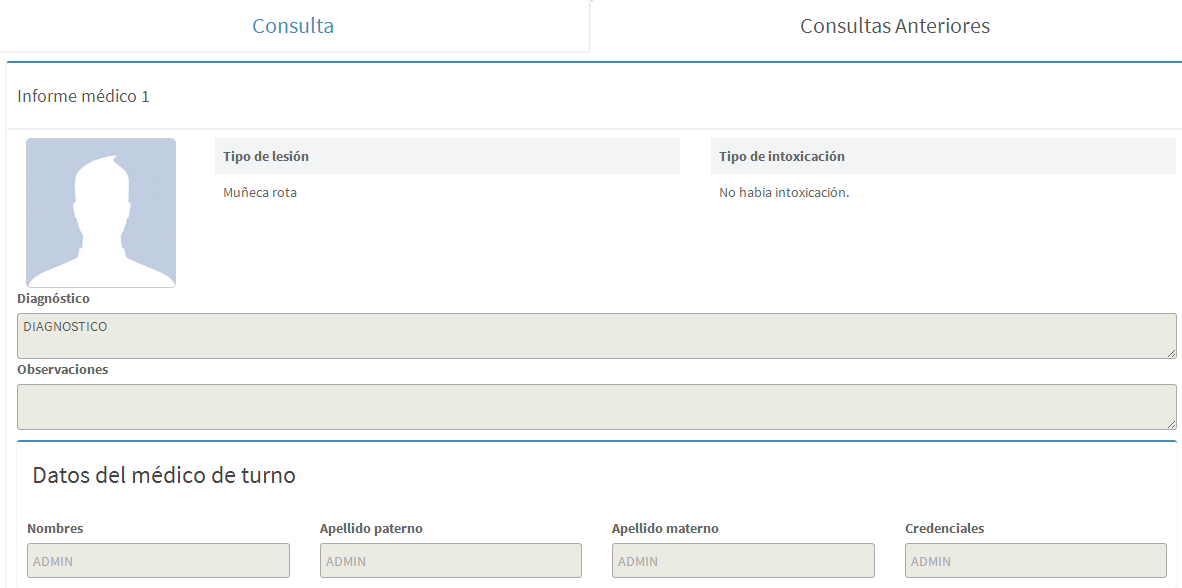 Consulta
Consultas Anteriores
Informe médico 1
Tipo de lesión
Tipo de intoxicación
Muñeca rota
No habia intoxicación.
Diagnóstico
DIAGNOSTICO
Observaciones
Datos del médico de turno
Nombres
Apellido paterno
Apellido materno
Credenciales
ADMIN
ADMIN
ADMIN
ADMIN